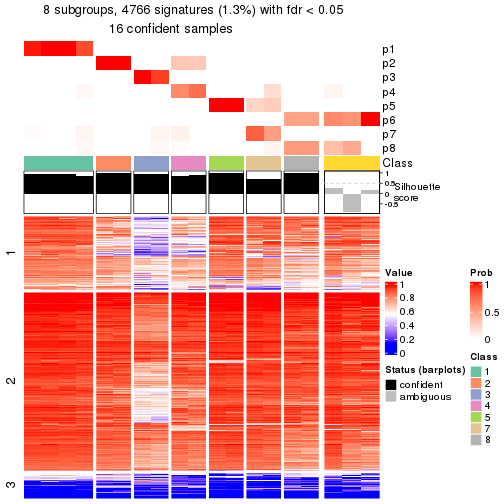 8 subgroups, 4766 signatures (1.3%) with fdr < 0.05
16 confident samples
p1
p2
p3
p4
p5
p6
p7
p8
Class
1
0.5
0
-0.5
Silhouette
score
1
2
3
Value
1
0.8
0.6
0.4
0.2
0
Prob
1
0.5
0
Status (barplots)
confident
ambiguous
Class
1
2
3
4
5
7
8